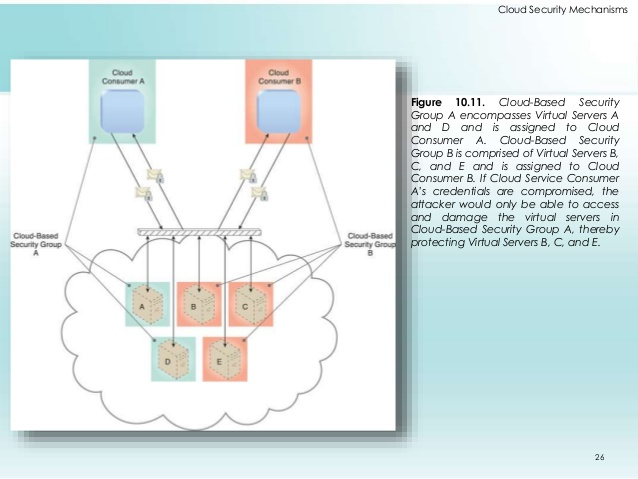 Cloud Security Mechanisms
Cloud
Consumer A
Cloud
Consumer B
Cloud-Based
Security Group
A
Cloud-Based
Security Group
B
A
B
C
D
E
Figure 10.11. Cloud-Based Security
Group A encompasses Virtual Servers A
and D and is assigned to Cloud
Consumer A. Cloud-Based Security
Group B is comprised of Virtual Servers B,
C, and E and is assigned to Cloud
Consumer B. If Cloud Service Consumer
A's credentials are compromised, the
attacker would only be able to access
and damage the virtual servers in
Cloud-Based Security Group A, thereby
protecting Virtual Servers B, C, and E.
26